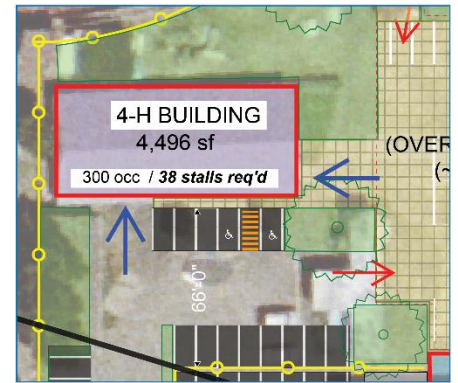 4-H BUILDING
4,496 sf
300 occ / 38 stalls req'd
(OVER
(~
66'-0"